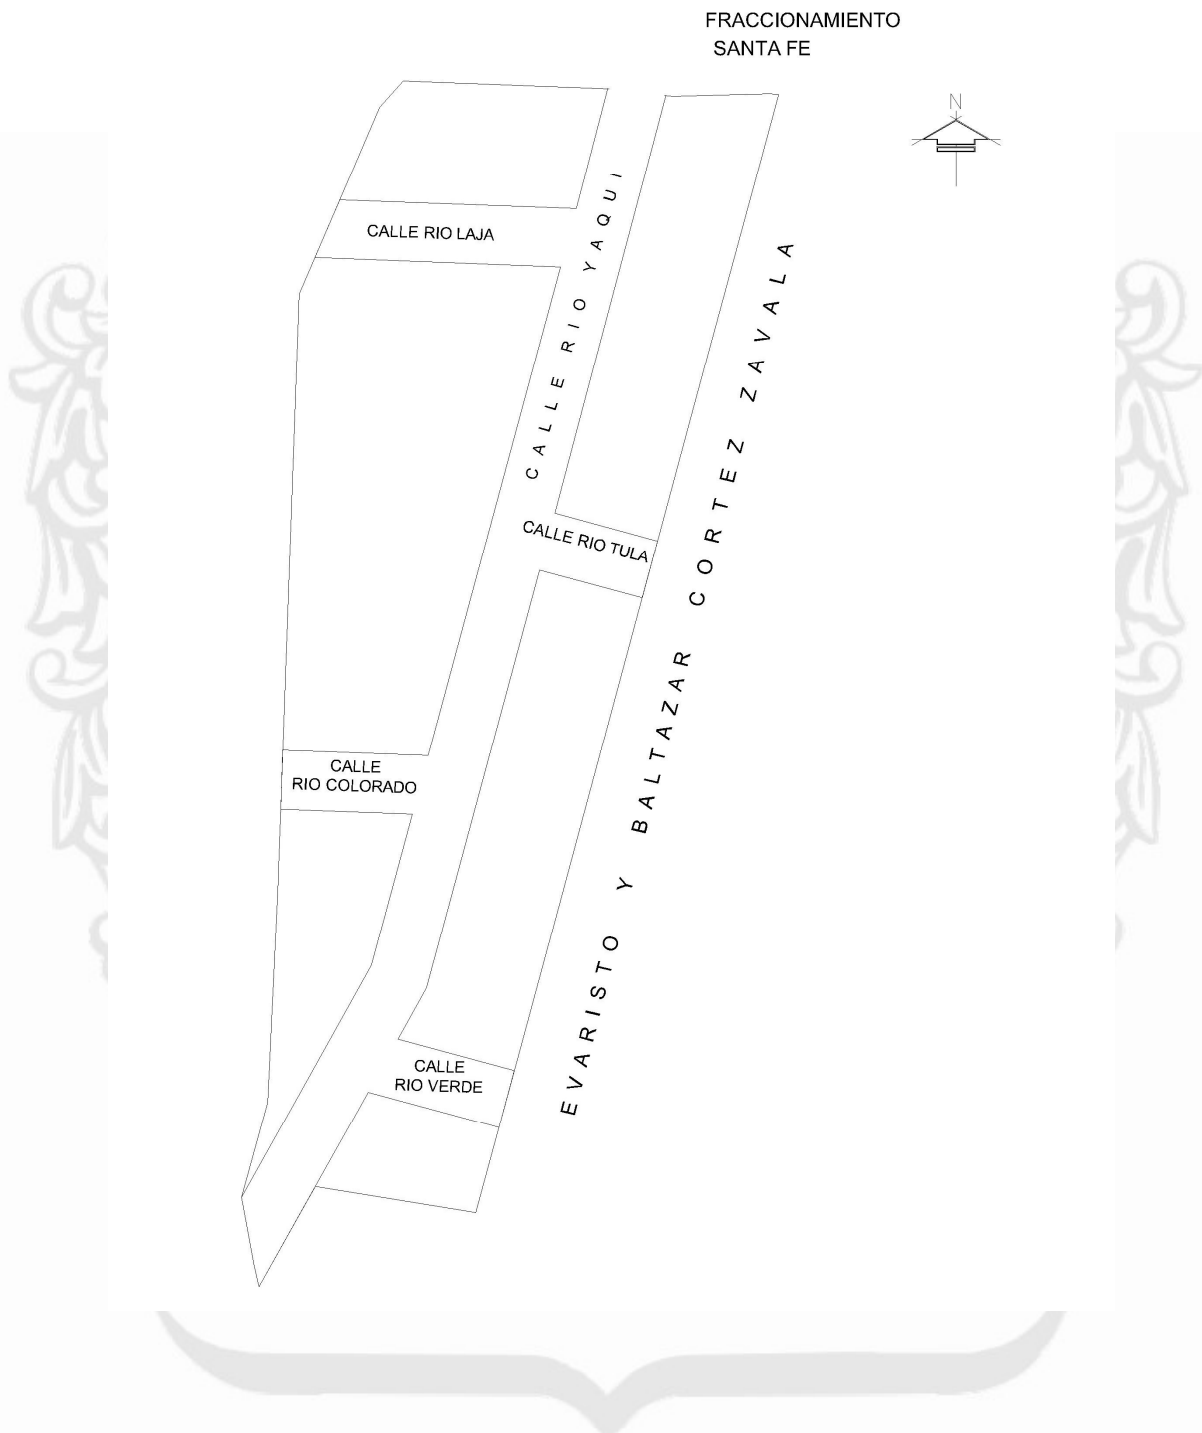 FRACCIONAMIENTO
SANTA FE
N
CALLE RIO LAJA
CALLE RIO YAQUI
CALLE RIO TULA
EVARISTO Y BALTAZAR CORTEZ ZAVALA
CALLE
RIO COLORADO
CALLE
RIO VERDE